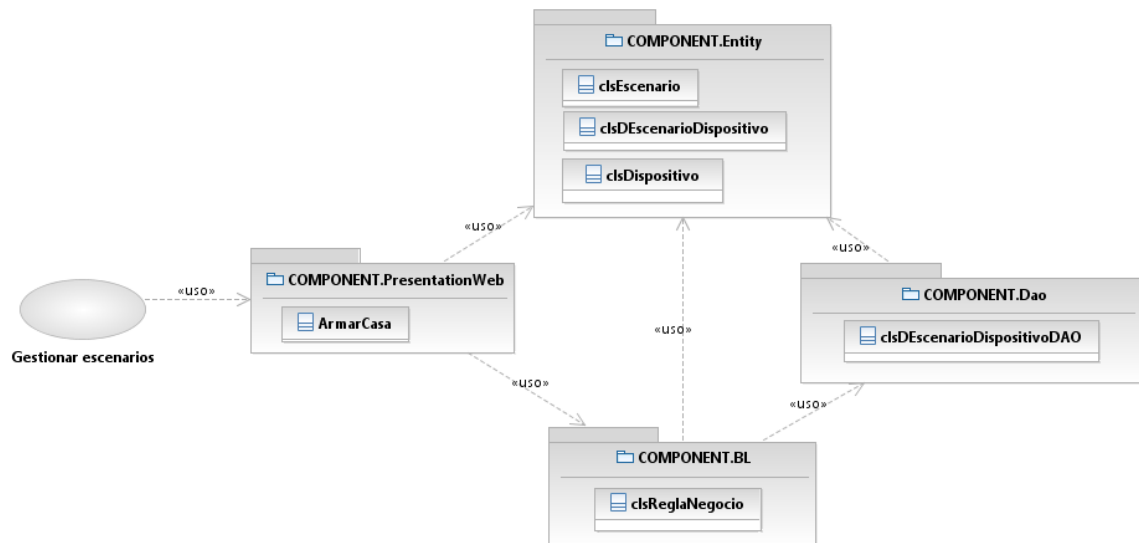 COMPONENT.Entity
clsEscenario
clsDEscenarioDispositivo
clsDispositivo
«uso»
«uso»
COMPONENT.PresentationWeb
ArmarCasa
«uso»
Gestionar escenarios
«uso»
COMPONENT.Dao
clsDEscenarioDispositivoDAO
«uso»
«uso»
COMPONENT.BL
clsReglaNegocio